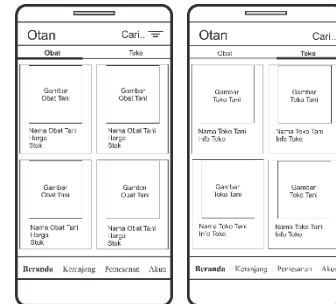 Otan Cari..
Obat Toko
Gambar
Obat Tani
Gambar
Obat Tani
Nama Obat Tani
Harga
Stok
Nama Obat Tani
Harga
Stok
Gambar
Obat Tani
Gambar
Obat Tani
Nama Obat Tani
Harga
Stok
Nama Obat Tani
Harga
Stok
Beranda Keranjang Pemesanan Akun
Otan Cari..
Obat Toko
Gambar
Toko Tani
Gambar
Toko Tani
Nama Toko Tani
Info Toko
Nama Toko Tani
Info Toko
Gambar
Toko Tani
Gambar
Toko Tani
Nama Toko Tani
Info Toko
Nama Toko Tani
Info Toko
Beranda Keranjang Pemesanan Akun